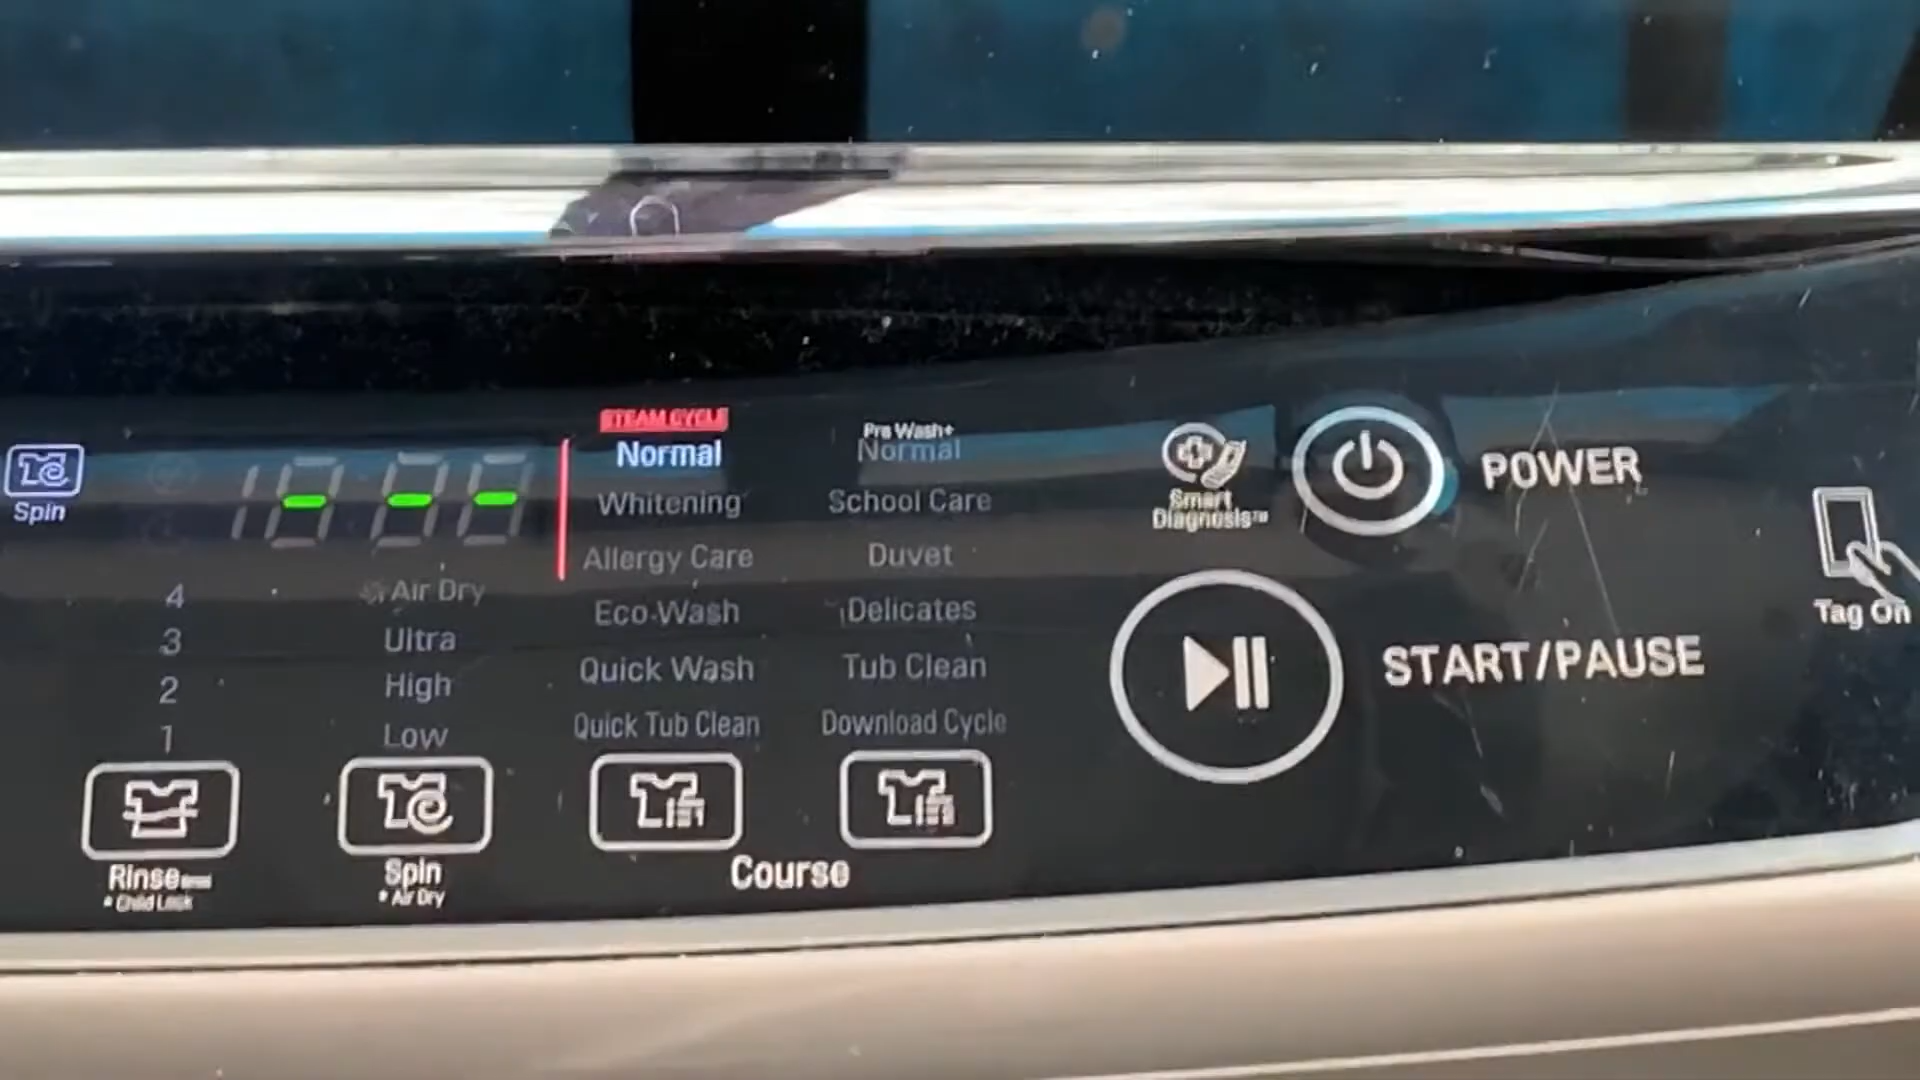 STEAM CYCLE
Normal
Whitening
Allergy Care
Eco-Wash
Quick Wash
Quick Tub Clean
Pre Wash+
Normal
School Care
Duvet
Delicates
Tub Clean
Download Cycle
Course
Spin
4
3
2
1
Rinse
* Child Lock
Air Dry
Ultra
High
Low
Spin
* Air Dry
---
Smart
Diagnosis™
POWER
START/PAUSE
Tag On